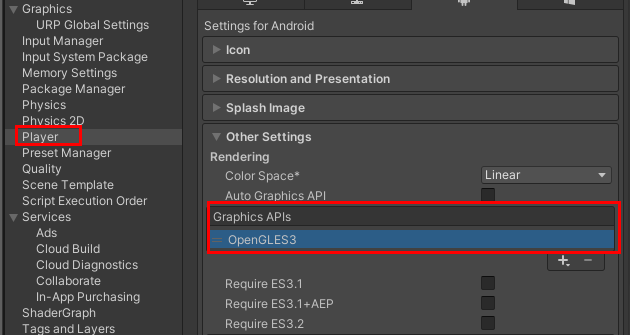 Graphics
URP Global Settings
Input Manager
Input System Package
Memory Settings
Package Manager
Physics
Physics 2D
Player
Preset Manager
Quality
Scene Template
Script Execution Order
Services
Ads
Cloud Build
Cloud Diagnostics
Collaborate
In-App Purchasing
ShaderGraph
Tags and Layers
Settings for Android
Icon
Resolution and Presentation
Splash Image
Other Settings
Rendering
Color Space*
Linear
Auto Graphics API
Graphics APIs
OpenGLES3
Require ES3.1
Require ES3.1+AEP
Require ES3.2